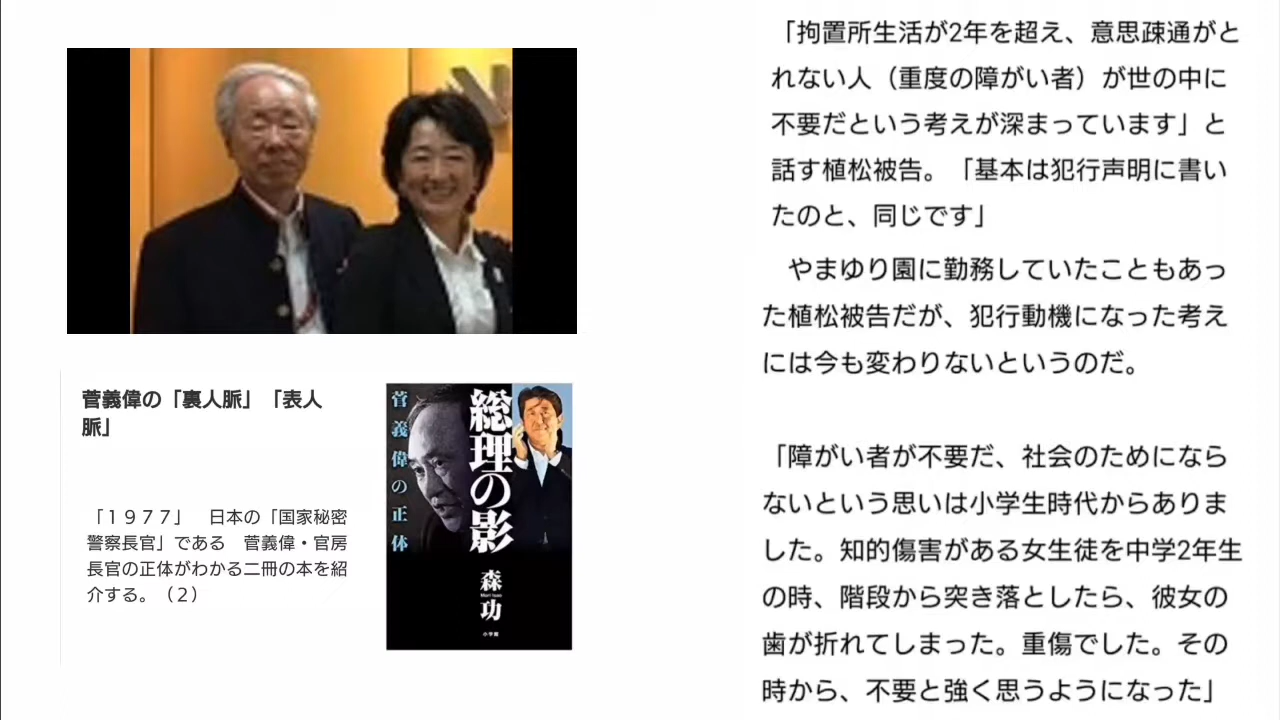 菅義偉の「裏人脈」「表人
脈」
「１９７７」　日本の「国家秘密
警察長官」である　菅義偉・官房
長官の正体がわかる二冊の本を紹
介する。（２）
菅義偉の正体
総理の影
森功
Mori Isao
小学館
「拘置所生活が2年を超え、意思疎通がと
れない人（重度の障がい者）が世の中に
不要だという考えが深まっています」と
話す植松被告。「基本は犯行声明に書い
たのと、同じです」
　やまゆり園に勤務していたこともあっ
た植松被告だが、犯行動機になった考え
には今も変わりないというのだ。
「障がい者が不要だ、社会のためになら
ないという思いは小学生時代からありま
した。知的傷害がある女生徒を中学2年生
の時、階段から突き落としたら、彼女の
歯が折れてしまった。重傷でした。その
時から、不要と強く思うようになった」